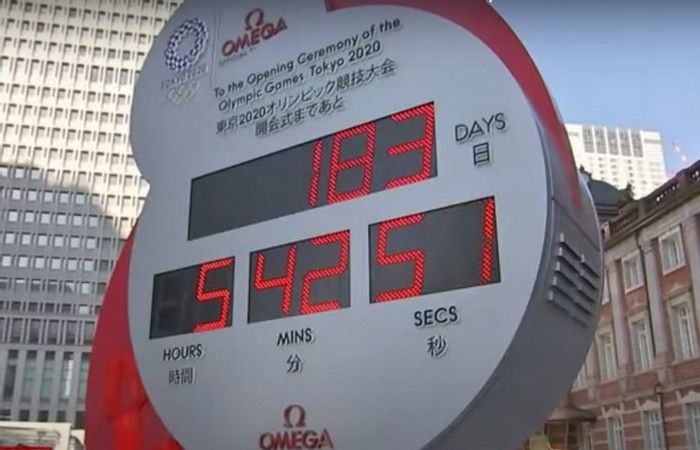 TOKYO 2020
Ω
OMEGA
To the Opening Ceremony of the
Olympic Games Tokyo 2020
東京2020オリンピック競技大会
開会式まであと
183
DAYS
日
5
42
51
HOURS
MINS
SECS
時間
分
秒
Ω
OMEGA